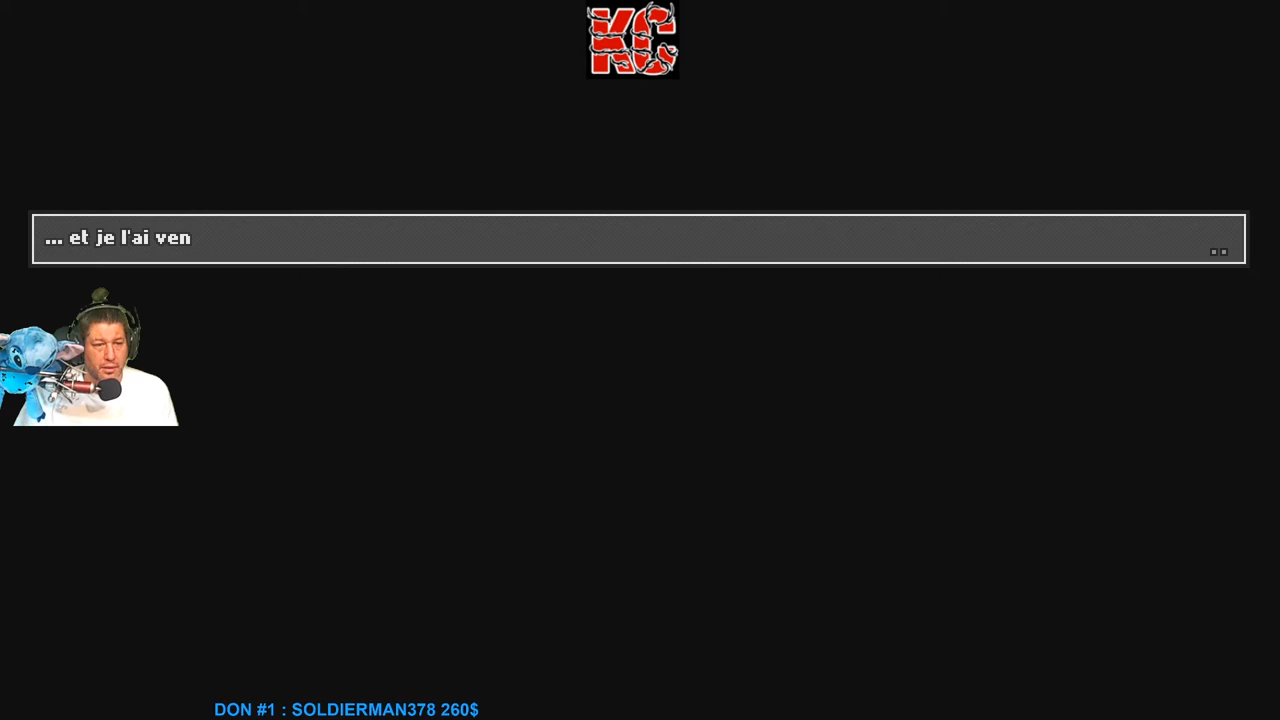 KC
... et je l'ai ven
DON #1 : SOLDIERMAN378 260$